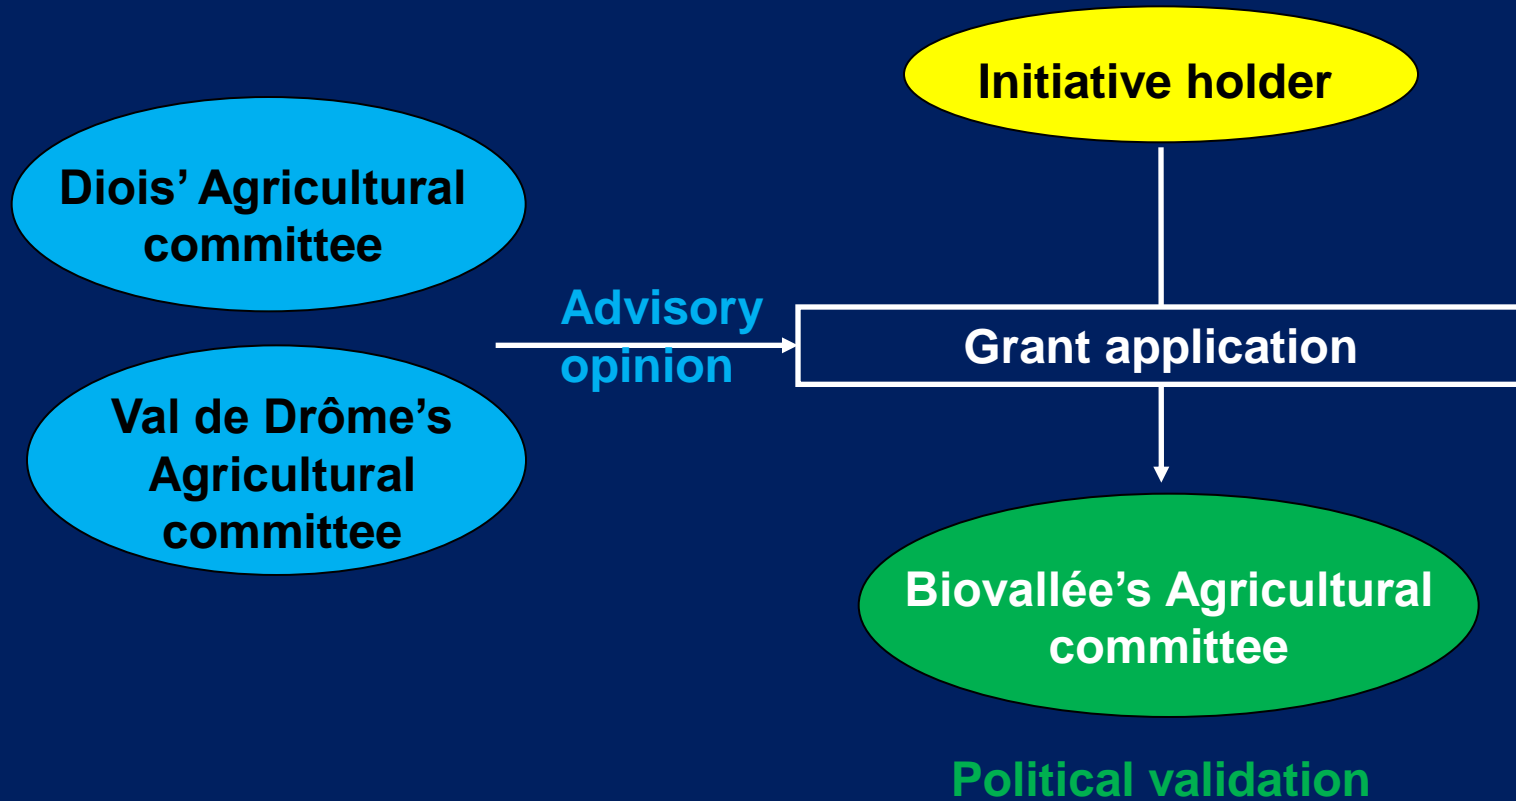 Initiative holder
Diois’ Agricultural
committee
Advisory
opinion
Grant application
Val de Drôme’s
Agricultural
committee
Biovallée’s Agricultural
committee
Political validation